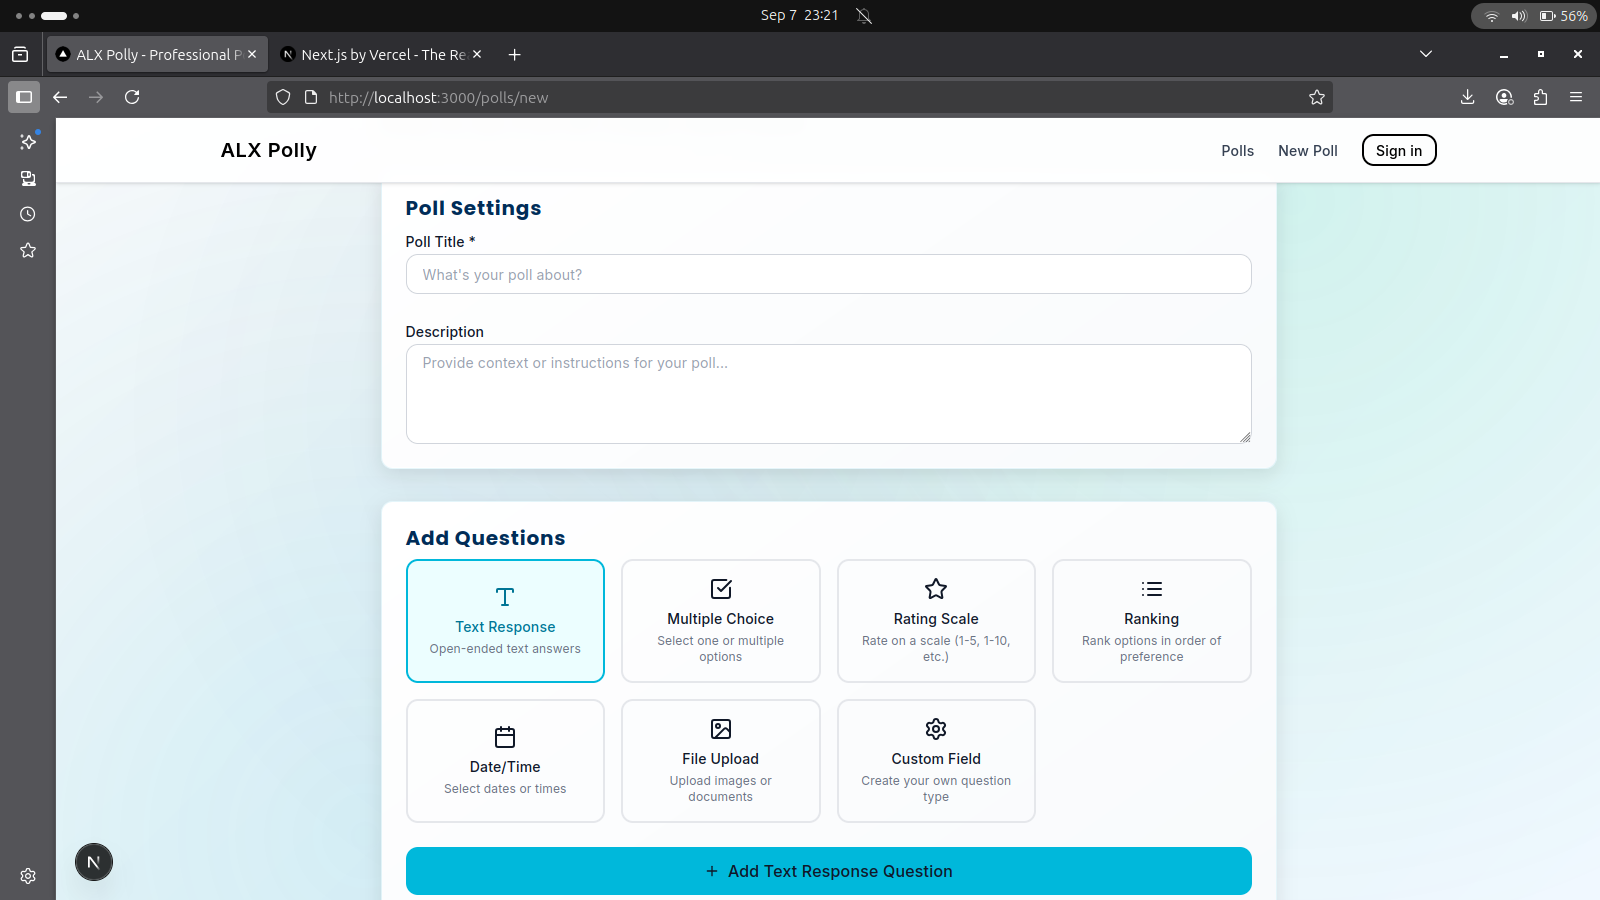 Sep 7 23:21
56%
ALX Polly - Professional P
Next.js by Vercel - The Re
http://localhost:3000/polls/new
ALX Polly
Polls
New Poll
Sign in
Poll Settings
Poll Title *
What's your poll about?
Description
Provide context or instructions for your poll...
Add Questions
Text Response
Open-ended text answers
Multiple Choice
Select one or multiple
options
Rating Scale
Rate on a scale (1-5, 1-10,
etc.)
Ranking
Rank options in order of
preference
Date/Time
Select dates or times
File Upload
Upload images or
documents
Custom Field
Create your own question
type
N
+ Add Text Response Question